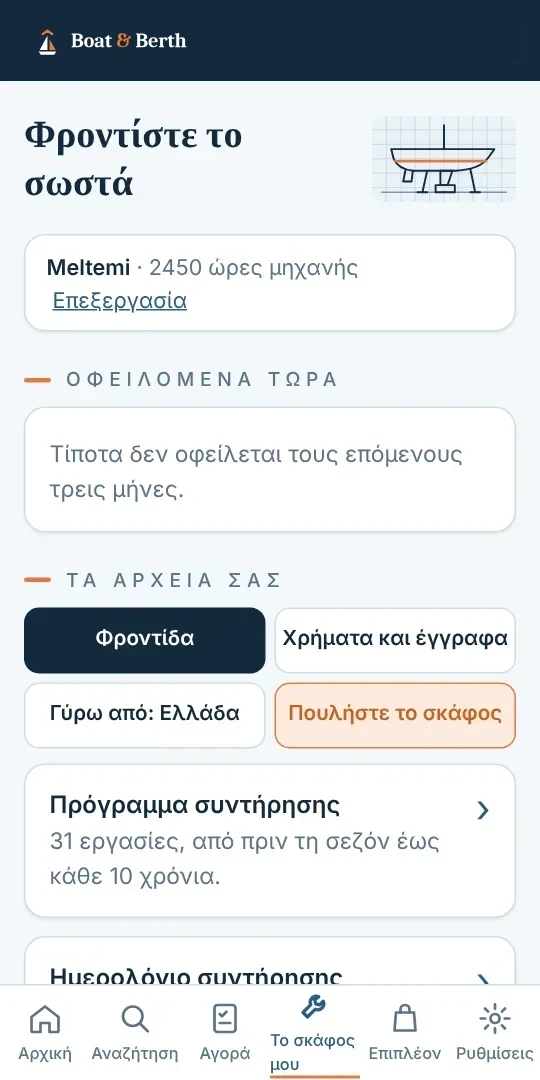 Boat & Berth
Φροντίστε το
σωστά
Meltemi · 2450 ώρες μηχανής
Επεξεργασία
ΟΦΕΙΛΟΜΕΝΑ ΤΩΡΑ
Τίποτα δεν οφείλεται τους επόμενους
τρεις μήνες.
ΤΑ ΑΡΧΕΙΑ ΣΑΣ
Φροντίδα
Χρήματα και έγγραφα
Γύρω από: Ελλάδα
Πουλήστε το σκάφος
Πρόγραμμα συντήρησης
31 εργασίες, από πριν τη σεζόν έως
κάθε 10 χρόνια.
Ημερολόγιο συντήρησης
Αρχική
Αναζήτηση
Αγορά
Το σκάφος
μου
Επιπλέον
Ρυθμίσεις